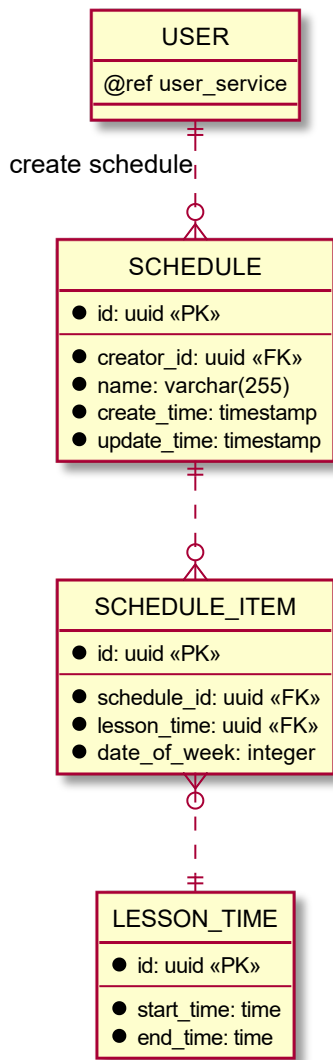 USER
@ref user_service
create schedule
SCHEDULE
id: uuid «PK»
creator_id: uuid «FK»
name: varchar(255)
create_time: timestamp
update_time: timestamp
SCHEDULE_ITEM
id: uuid «PK»
schedule_id: uuid «FK»
lesson_time: uuid «FK»
date_of_week: integer
LESSON_TIME
id: uuid «PK»
start_time: time
end_time: time